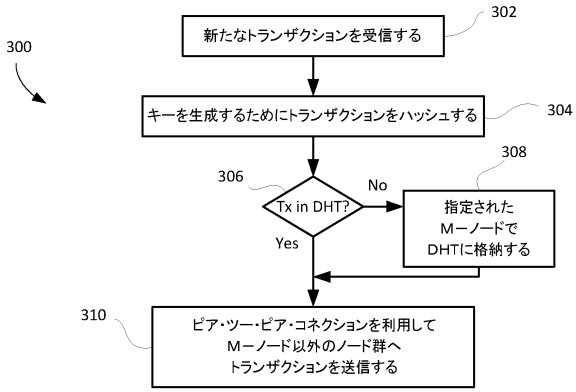 302
新たなトランザクションを受信する
300
キーを生成するためにトランザクションをハッシュする
304
306
Tx in DHT?
No
308
指定された
M－ノードで
DHTに格納する
Yes
310
ピア・ツー・ピア・コネクションを利用して
M－ノード以外のノード群へ
トランザクションを送信する